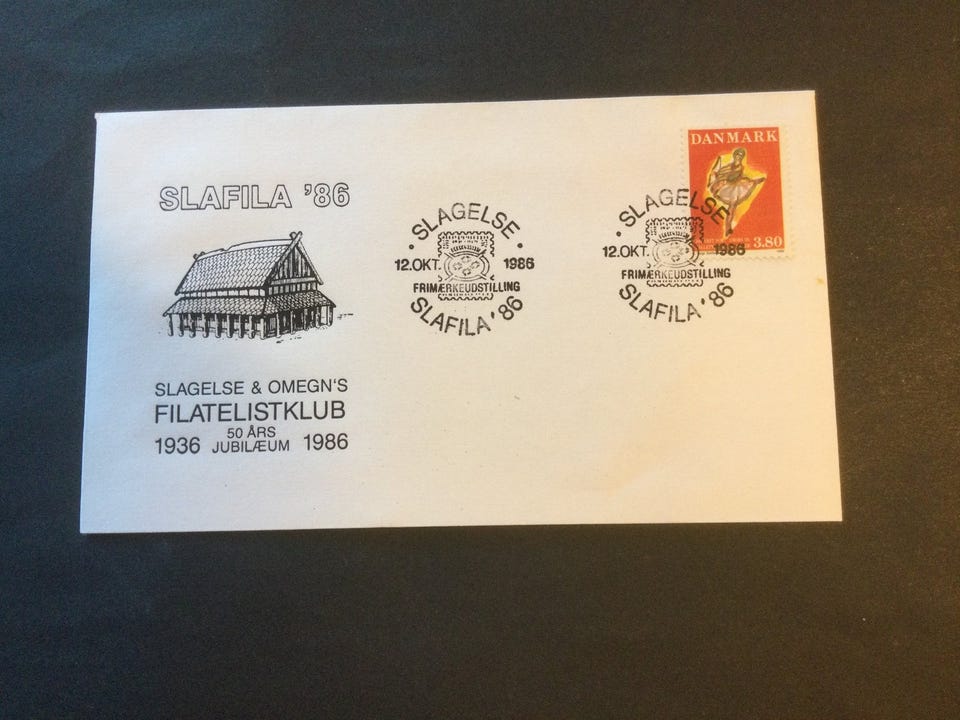 SLAFILA '86
SLAGELSE & OMEGN'S
FILATELISTKLUB
50 ÅRS
1936 JUBILÆUM 1986
SLAGELSE
12.OKT. 1986
FRIMÆRKEUDSTILLING
SLAFILA '86
SLAGELSE
12.OKT. 1986
FRIMÆRKEUDSTILLING
SLAFILA '86
DANMARK
3.80